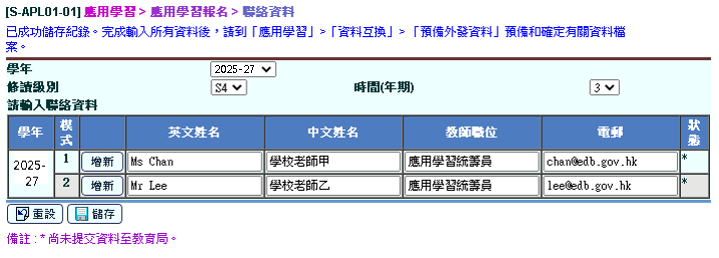 [S-APL01-01] 應用學習 > 應用學習報名 > 聯絡資料
已成功儲存紀錄。完成輸入所有資料後，請到「應用學習」>「資料互換」>「預備外發資料」預備和確定有關資料檔
案。
學年 2025-27
修讀級別 S4 時間(年期) 3
請輸入聯絡資料
學年 模式 英文姓名 中文姓名 教師職位 電郵 狀態
2025-27 1 增新 Ms Chan 學校老師甲 應用學習統籌員 chan@edb.gov.hk *
2 增新 Mr Lee 學校老師乙 應用學習統籌員 lee@edb.gov.hk *
重設 儲存
備註 : * 尚未提交資料至教育局。